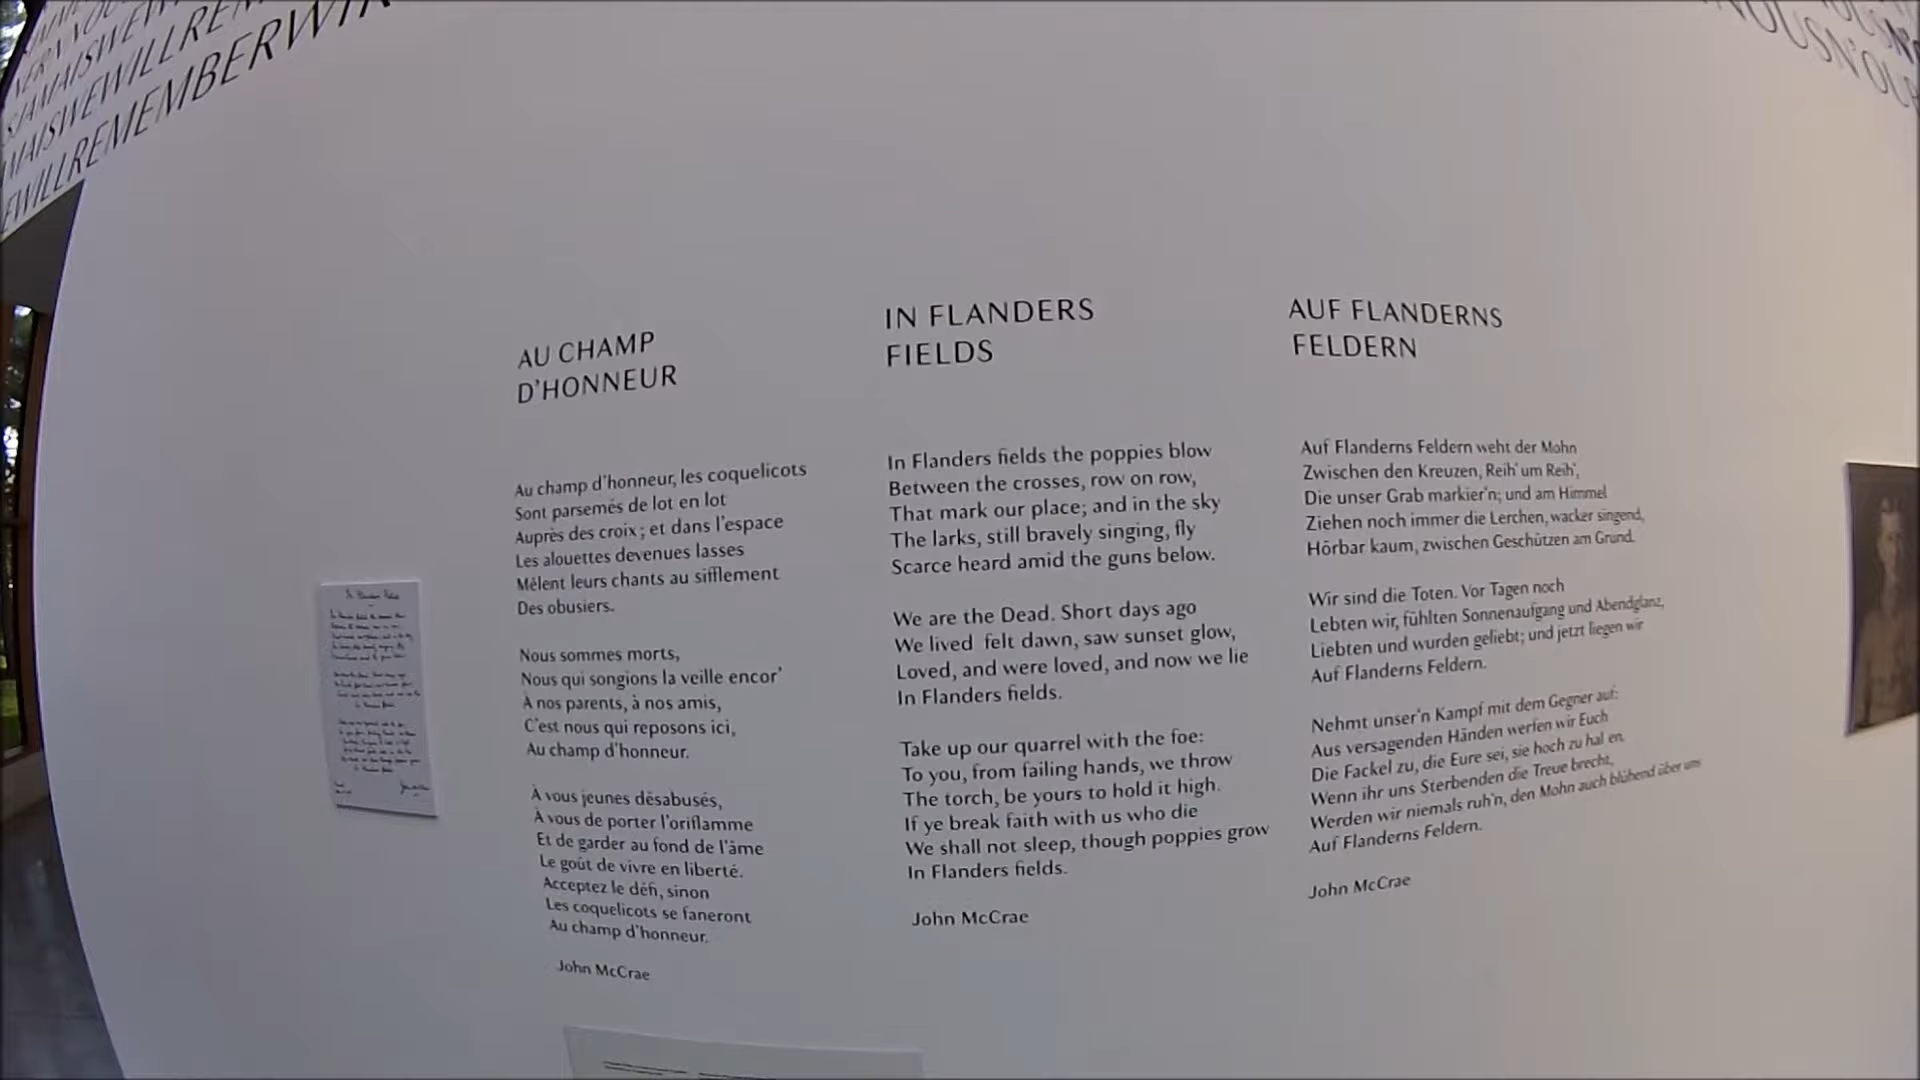 SJAMAISWEWILLRE
MAISWEWILLREMEM
EWILLREMEMBERWI
NOUSN'OU
AU CHAMP
D'HONNEUR
Au champ d'honneur, les coquelicots
Sont parsemés de lot en lot
Auprès des croix; et dans l'espace
Les alouettes devenues lasses
Mêlent leurs chants au sifflement
Des obusiers.
Nous sommes morts,
Nous qui songions la veille encor'
À nos parents, à nos amis,
C'est nous qui reposons ici,
Au champ d'honneur.
À vous jeunes désabusés,
À vous de porter l'oriflamme
Et de garder au fond de l'âme
Le goût de vivre en liberté.
Acceptez le défi, sinon
Les coquelicots se faneront
Au champ d'honneur.
John McCrae
IN FLANDERS
FIELDS
In Flanders fields the poppies blow
Between the crosses, row on row,
That mark our place; and in the sky
The larks, still bravely singing, fly
Scarce heard amid the guns below.
We are the Dead. Short days ago
We lived felt dawn, saw sunset glow,
Loved, and were loved, and now we lie
In Flanders fields.
Take up our quarrel with the foe:
To you, from failing hands, we throw
The torch, be yours to hold it high.
If ye break faith with us who die
We shall not sleep, though poppies grow
In Flanders fields.
John McCrae
AUF FLANDERNS
FELDERN
Auf Flanderns Feldern weht der Mohn
Zwischen den Kreuzen, Reih' um Reih',
Die unser Grab markier'n; und am Himmel
Ziehen noch immer die Lerchen, wacker singend,
Hörbar kaum, zwischen Geschützen am Grund.
Wir sind die Toten. Vor Tagen noch
Lebten wir, fühlten Sonnenaufgang und Abendglanz,
Liebten und wurden geliebt; und jetzt liegen wir
Auf Flanderns Feldern.
Nehmt unser'n Kampf mit dem Gegner auf:
Aus versagenden Händen werfen wir Euch
Die Fackel zu, die Eure sei, sie hoch zu hal en.
Wenn ihr uns Sterbenden die Treue brecht,
Werden wir niemals ruh'n, den Mohn auch blühend über uns
Auf Flanderns Feldern.
John McCrae